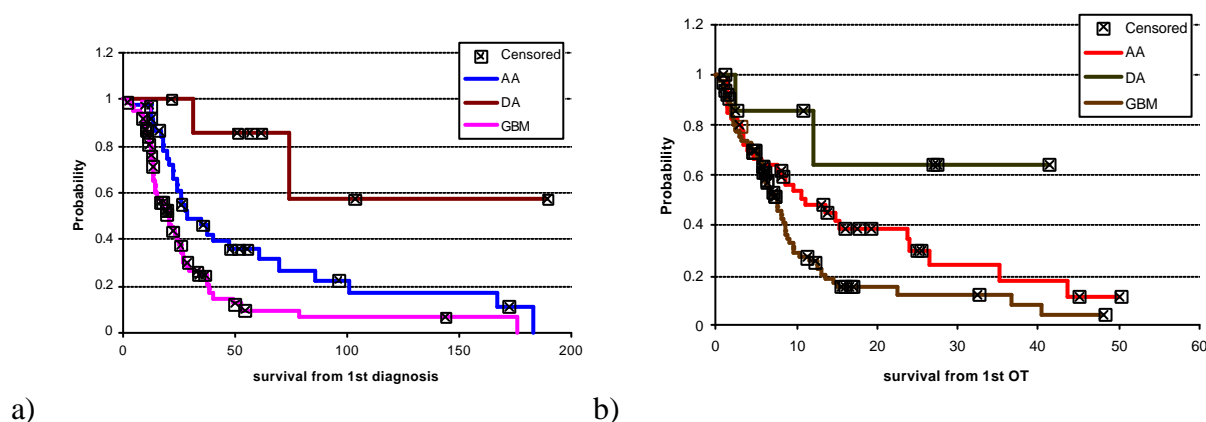 1.2
1
0.8
0.6
0.4
0.2
0
Probability
0 50 100 150 200
survival from 1st diagnosis
Censored
AA
DA
GBM
a)
1.2
1
0.8
0.6
0.4
0.2
0
Probability
0 10 20 30 40 50 60
survival from 1st OT
Censored
AA
DA
GBM
b)